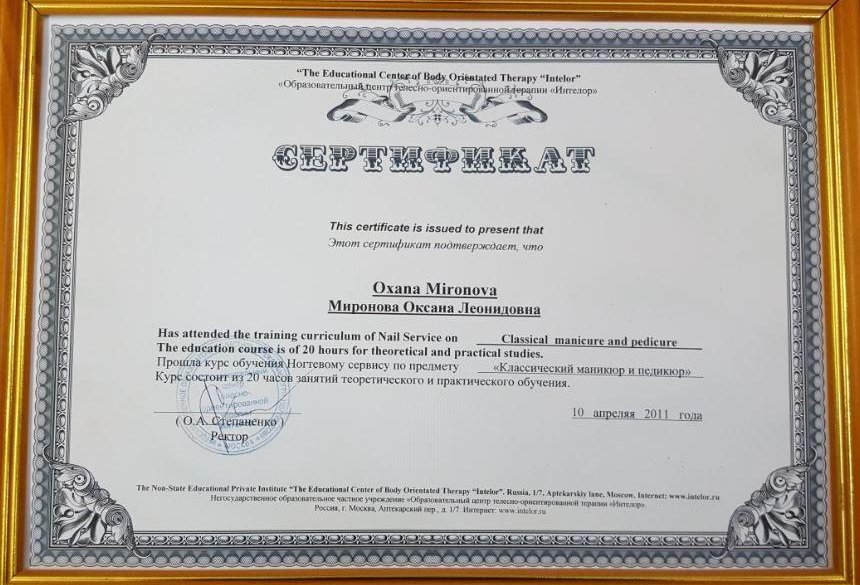 “The Educational Center of Body Orientated Therapy “Intelor”
«Образовательный центр телесно-ориентированной терапии «Интелор»
СЕРТИФИКАТ
This certificate is issued to present that
Этот сертификат подтверждает, что
Oxana Mironova
Миронова Оксана Леонидовна
Has attended the training curriculum of Nail Service on Classical manicure and pedicure
The education course is of 20 hours for theoretical and practical studies.
Прошла курс обучения Ногтевому сервису по предмету «Классический маникюр и педикюр»
Курс состоит из 20 часов занятий теоретического и практического обучения.
10 апреля 2011 года
( О.А. Степаненко )
Ректор
The Non-State Educational Private Institute “The Educational Center of Body Orientated Therapy “Intelor”. Russia, 1/7, Aptekarskiy lane, Moscow, Internet: www.intelor.ru
Негосударственное образовательное частное учреждение «Образовательный центр телесно-ориентированной терапии «Интелор».
Россия, г. Москва, Аптекарский пер., д. 1/7. Интернет: www.intelor.ru